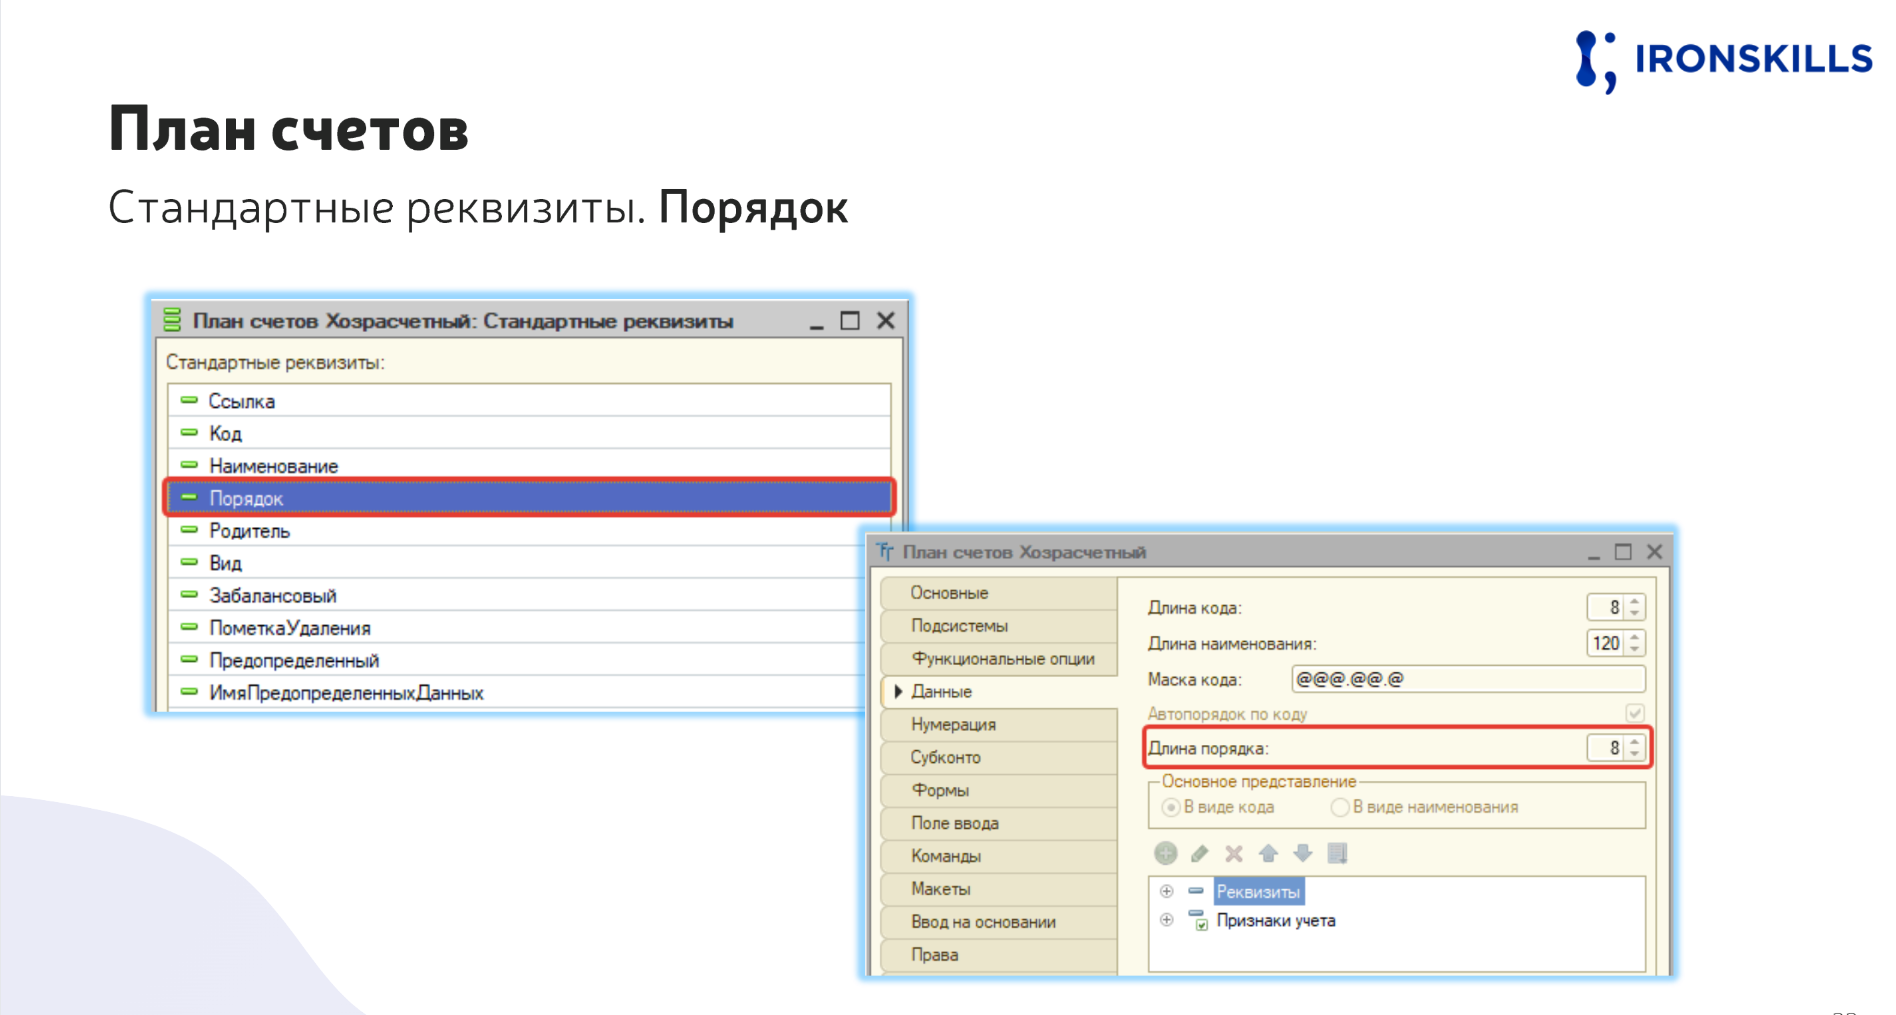 IRONSKILLS
План счетов
Стандартные реквизиты. Порядок
План счетов Хозрасчетный: Стандартные реквизиты
Стандартные реквизиты:
Ссылка
Код
Наименование
Порядок
Родитель
Вид
Забалансовый
ПометкаУдаления
Предопределенный
ИмяПредопределенныхДанных
План счетов Хозрасчетный
Основные
Подсистемы
Функциональные опции
Данные
Нумерация
Субконто
Формы
Поле ввода
Команды
Макеты
Ввод на основании
Права
Длина кода: 8
Длина наименования: 120
Маска кода: @@@.@@.@
Автопорядок по коду
Длина порядка: 8
Основное представление
В виде кода В виде наименования
Реквизиты
Признаки учета